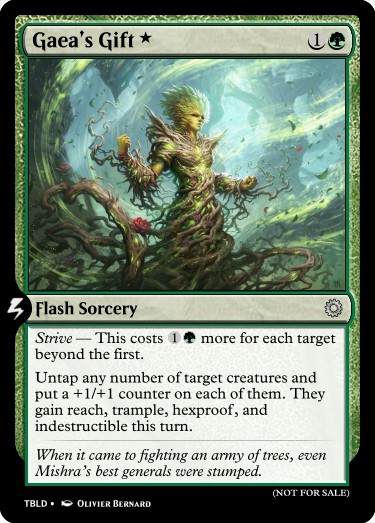 Gaea's Gift ★ 1
Flash Sorcery
Strive — This costs 1 more for each target
beyond the first.
Untap any number of target creatures and
put a +1/+1 counter on each of them. They
gain reach, trample, hexproof, and
indestructible this turn.
When it came to fighting an army of trees, even
Mishra's best generals were stumped.
(NOT FOR SALE)
TBLD • Olivier Bernard